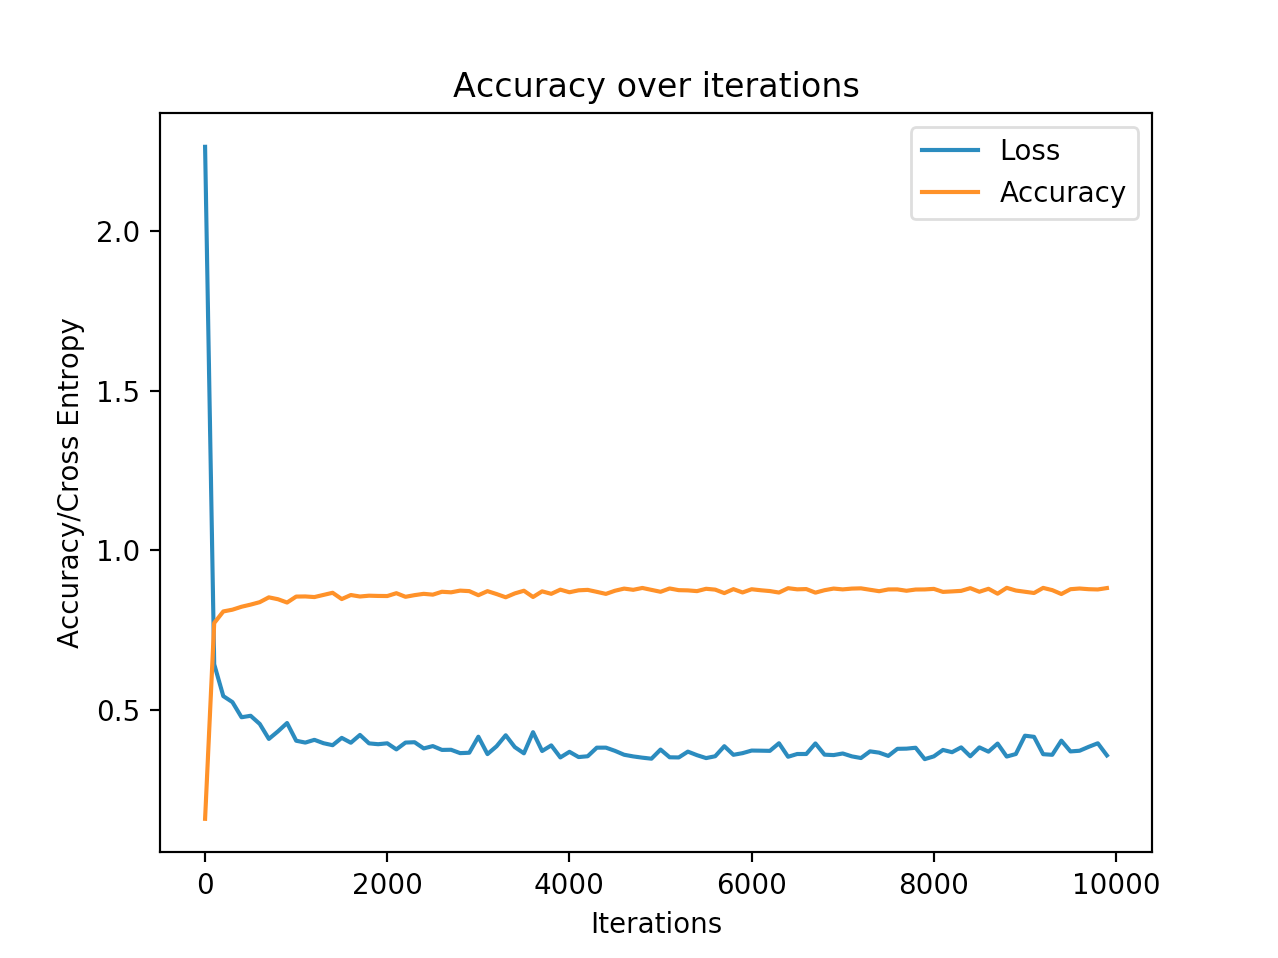 Accuracy over iterations
Loss
Accuracy
2.0
1.5
1.0
0.5
Accuracy/Cross Entropy
0 2000 4000 6000 8000 10000
Iterations